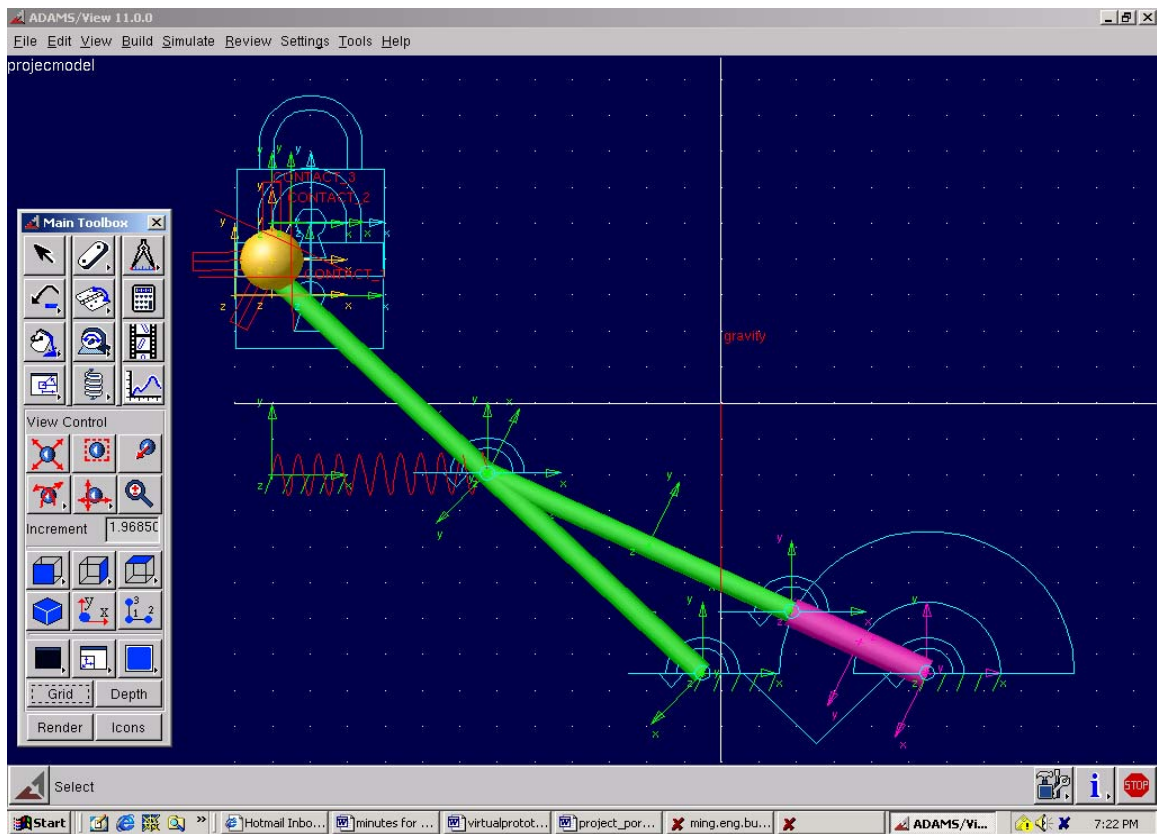 ADAMS/View 11.0.0
File Edit View Build Simulate Review Settings Tools Help
projecmodel
CONTACT_3
CONTACT_2
gravity
Main Toolbox
View Control
Increment 1.9685
Grid Depth
Render Icons
Select
STOP
Start Hotmail Inbo... minutes for ... virtualprotot... project_por... ming.eng.bu... ADAMS/Vi... 7:22 PM